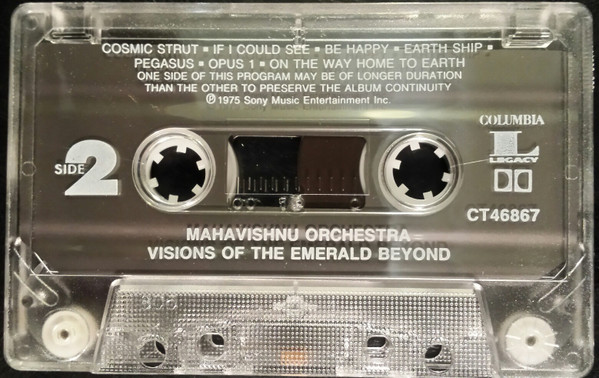 COSMIC STRUT ▪ IF I COULD SEE ▪ BE HAPPY ▪ EARTH SHIP ▪
PEGASUS ▪ OPUS 1 ▪ ON THE WAY HOME TO EARTH
ONE SIDE OF THIS PROGRAM MAY BE OF LONGER DURATION
THAN THE OTHER TO PRESERVE THE ALBUM CONTINUITY
℗ 1975 Sony Music Entertainment Inc.
SIDE 2
COLUMBIA
L
LEGACY
CT46867
MAHAVISHNU ORCHESTRA
VISIONS OF THE EMERALD BEYOND